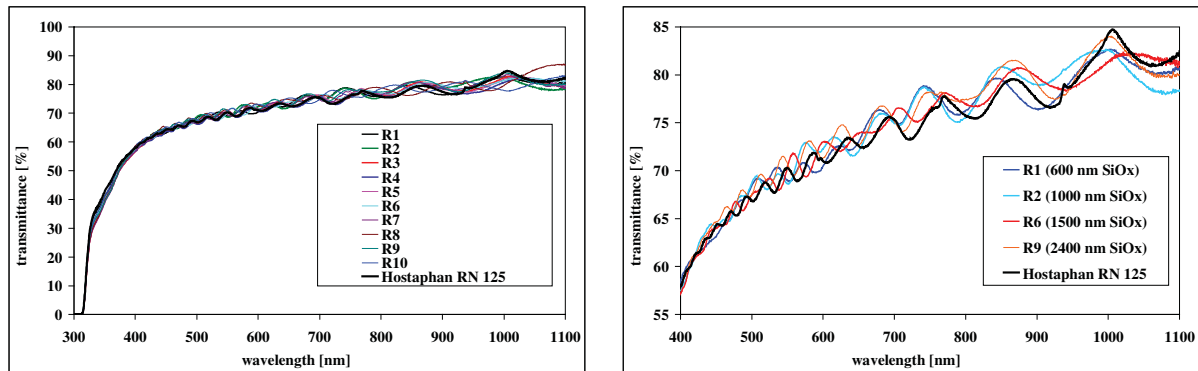 transmittance [%]
100
90
80
70
60
50
40
30
20
10
0
R1
R2
R3
R4
R5
R6
R7
R8
R9
R10
Hostaphan RN 125
300 400 500 600 700 800 900 1000 1100
wavelength [nm]
transmittance [%]
85
80
75
70
65
60
55
R1 (600 nm SiOx)
R2 (1000 nm SiOx)
R6 (1500 nm SiOx)
R9 (2400 nm SiOx)
Hostaphan RN 125
400 500 600 700 800 900 1000 1100
wavelength [nm]